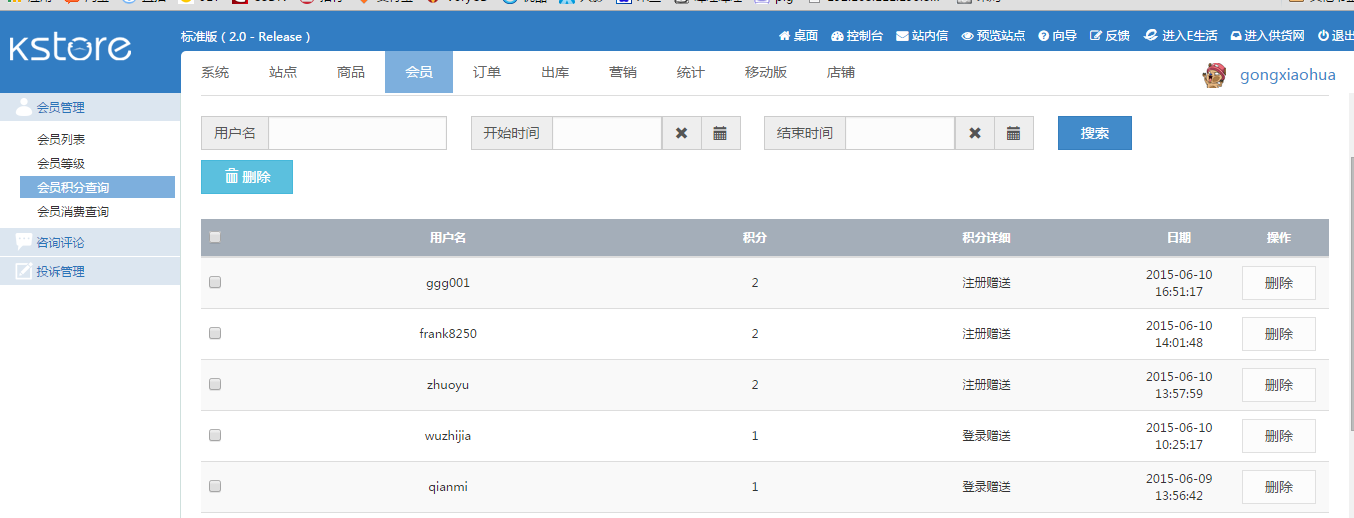 kstore
标准版（2.0 - Release）
桌面 控制台 站内信 预览站点 向导 反馈 进入E生活 进入供货网 退出
系统 站点 商品 会员 订单 出库 营销 统计 移动版 店铺
gongxiaohua
会员管理
会员列表
会员等级
会员积分查询
会员消费查询
咨询评论
投诉管理
用户名 开始时间 结束时间 搜索
删除
用户名 积分 积分详细 日期 操作
ggg001 2 注册赠送 2015-06-10 16:51:17 删除
frank8250 2 注册赠送 2015-06-10 14:01:48 删除
zhuoyu 2 注册赠送 2015-06-10 13:57:59 删除
wuzhijia 1 登录赠送 2015-06-10 10:25:17 删除
qianmi 1 登录赠送 2015-06-09 13:56:42 删除